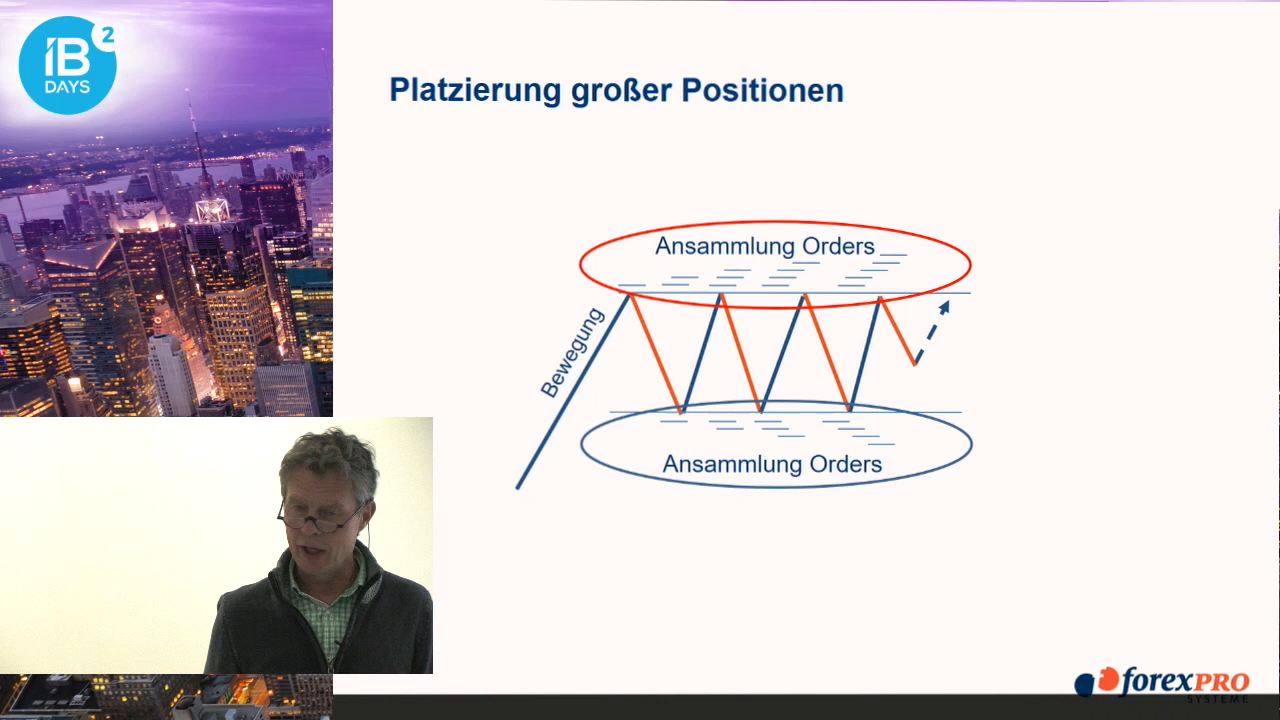 IB 2
DAYS
Platzierung großer Positionen
Ansammlung Orders
Bewegung
Ansammlung Orders
forexPRO
SYSTEME